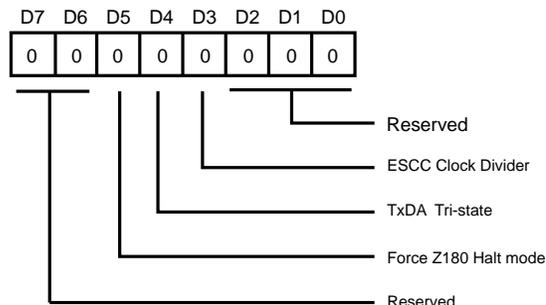 D7 D6 D5 D4 D3 D2 D1 D0
0 0 0 0 0 0 0 0
Reserved
ESCC Clock Divider
TxDA Tri-state
Force Z180 Halt mode
Reserved